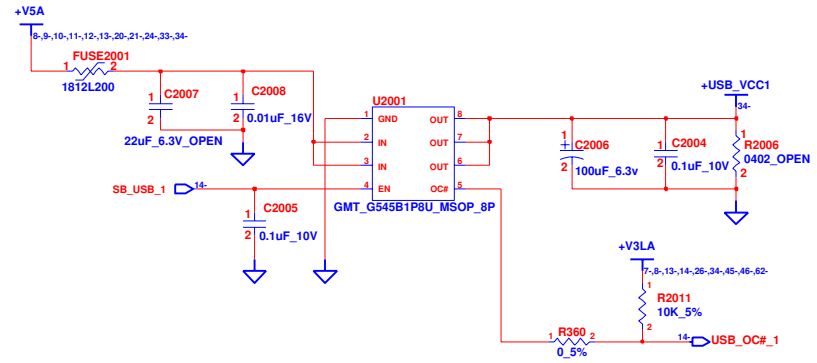 +V5A
8-,9-,10-,11-,12-,13-,20-,21-,24-,33-,34-
FUSE2001
1 2
1812L200
1 C2007
2
22uF_6.3V_OPEN
1 C2008
2 0.01uF_16V
U2001
1 GND OUT 8
2 IN OUT 7
3 IN OUT 6
4 EN OC# 5
GMT_G545B1P8U_MSOP_8P
SB_USB_1 14-
1 C2005
2 0.1uF_10V
+USB_VCC1
34-
1 C2006
+
2 100uF_6.3v
1 C2004
2 0.1uF_10V
1
R2006
0402_OPEN
2
+V3LA
7-,8-,13-,14-,26-,34-,45-,46-,62-
1
R2011
10K_5%
2
R360
1 2
0_5%
14- USB_OC#_1